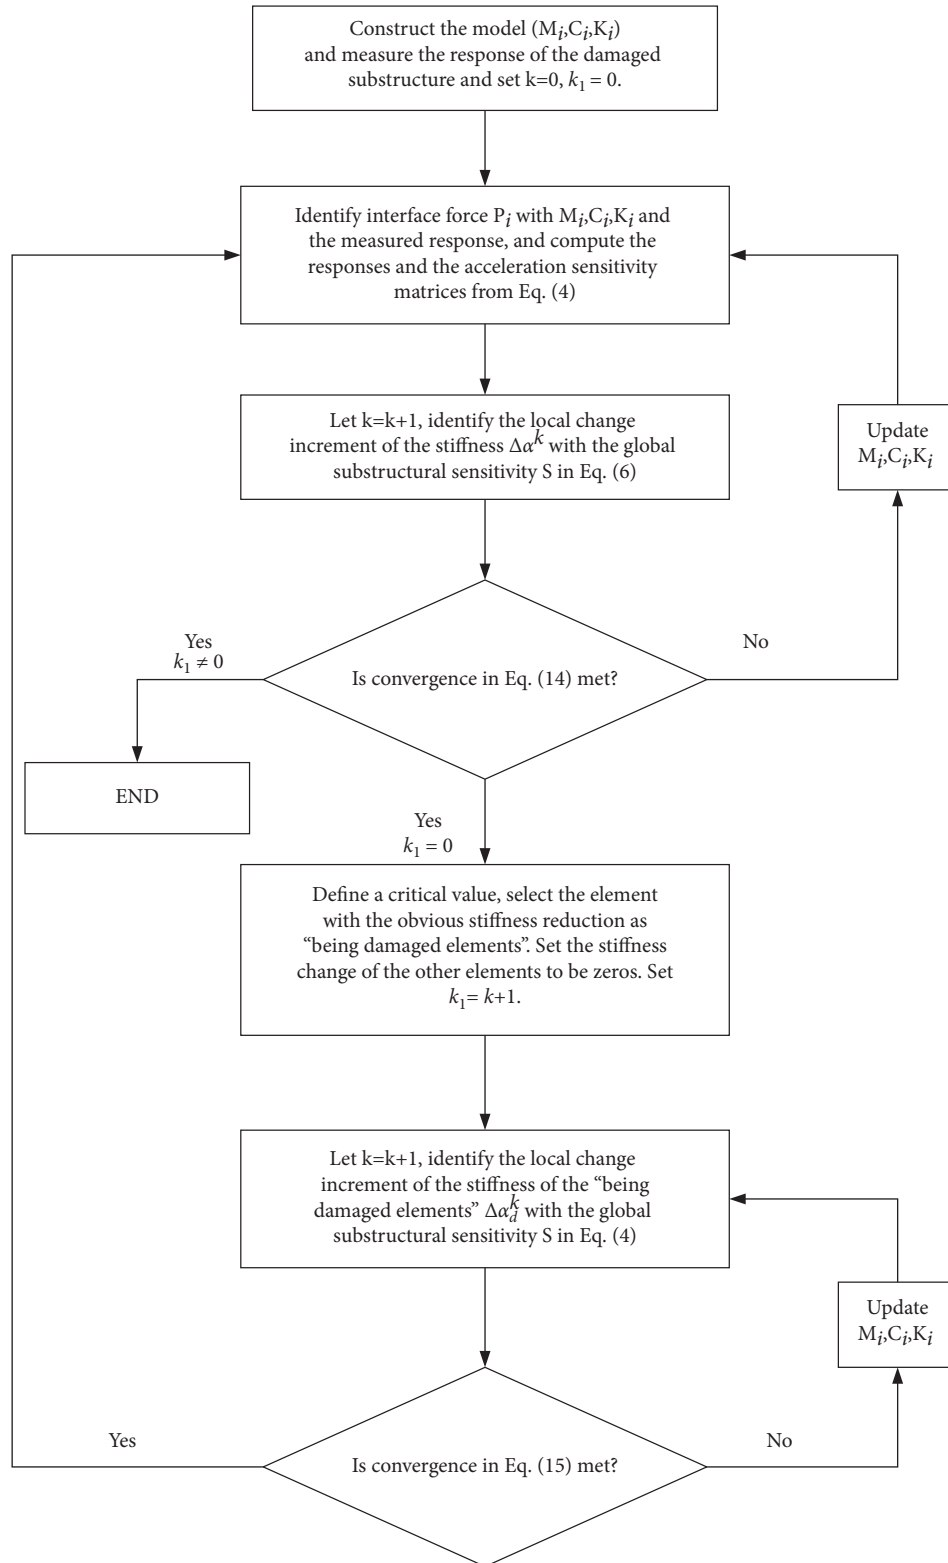 Construct the model (Mi,Ci,Ki)
and measure the response of the damaged
substructure and set k=0, k1 = 0.
Identify interface force Pi with Mi,Ci,Ki and
the measured response, and compute the
responses and the acceleration sensitivity
matrices from Eq. (4)
Let k=k+1, identify the local change
increment of the stiffness Δα^k with the global
substructural sensitivity S in Eq. (6)
Update
Mi,Ci,Ki
Yes
k1 ≠ 0
No
Is convergence in Eq. (14) met?
END
Yes
k1 = 0
Define a critical value, select the element
with the obvious stiffness reduction as
“being damaged elements”. Set the stiffness
change of the other elements to be zeros. Set
k1= k+1.
Let k=k+1, identify the local change
increment of the stiffness of the “being
damaged elements” Δα_d^k with the global
substructural sensitivity S in Eq. (4)
Update
Mi,Ci,Ki
Yes
No
Is convergence in Eq. (15) met?